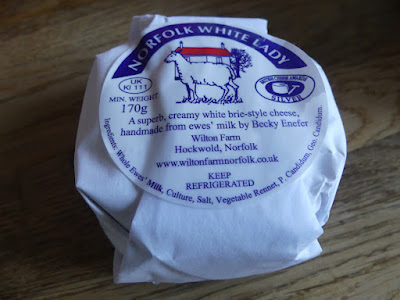 NORFOLK WHITE LADY
UK
KI 111
MIN. WEIGHT
170g
SILVER
A superb, creamy white brie-style cheese,
handmade from ewes' milk by Becky Enefer
Wilton Farm
Hockwold, Norfolk
www.wiltonfarmnorfolk.co.uk
KEEP
REFRIGERATED
Ingredients: Whole Ewes' Milk, Culture, Salt, Vegetable Rennet, P. Candidum, Geo. Candidum.